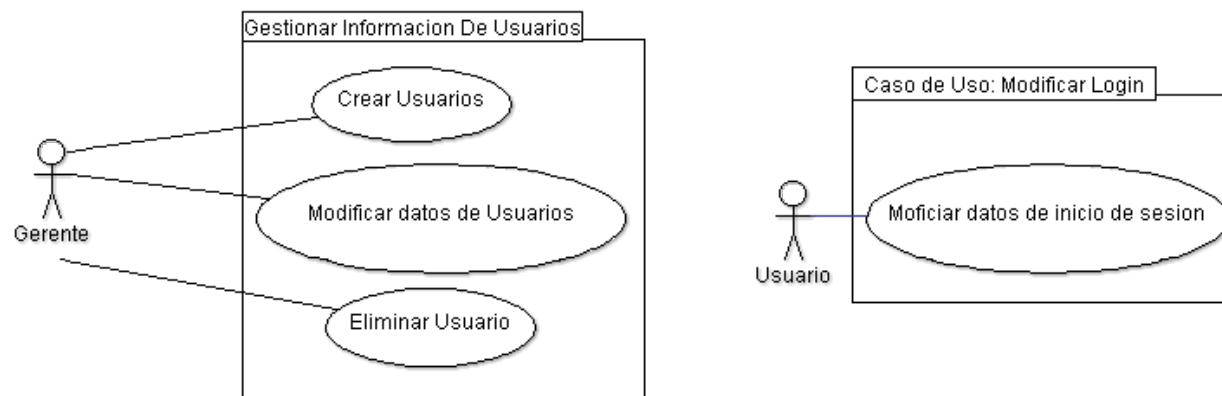 Gestionar Informacion De Usuarios
Crear Usuarios
Modificar datos de Usuarios
Gerente
Eliminar Usuario
Caso de Uso: Modificar Login
Moficiar datos de inicio de sesion
Usuario